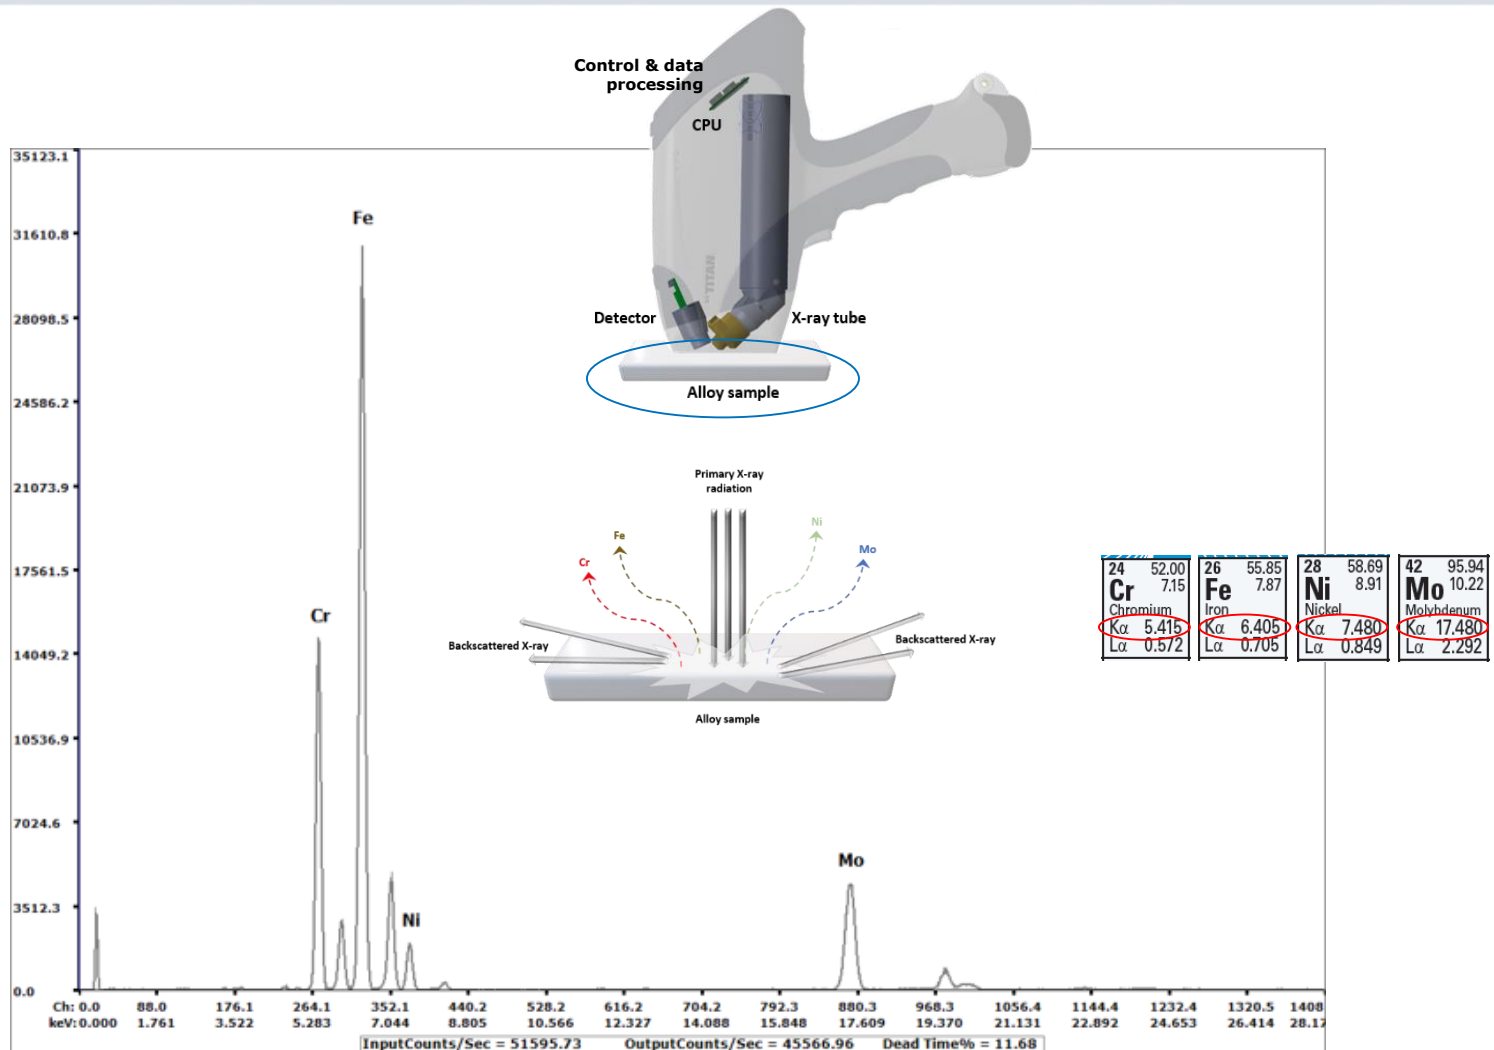 Control & data
processing
CPU
TITAN
Detector
X-ray tube
Alloy sample
35123.1
31610.8
28098.5
24586.2
21073.9
17561.5
14049.2
10536.9
7024.6
3512.3
0.0
Fe
Cr
Ni
Mo
Primary X-ray
radiation
Cr
Fe
Ni
Mo
Backscattered X-ray
Backscattered X-ray
Alloy sample
24 52.00
Cr 7.15
Chromium
Kα 5.415
Lα 0.572
26 55.85
Fe 7.87
Iron
Kα 6.405
Lα 0.705
28 58.69
Ni 8.91
Nickel
Kα 7.480
Lα 0.849
42 95.94
Mo 10.22
Molybdenum
Kα 17.480
Lα 2.292
Ch: 0.0 88.0 176.1 264.1 352.1 440.2 528.2 616.2 704.2 792.3 880.3 968.3 1056.4 1144.4 1232.4 1320.5 1408
keV: 0.000 1.761 3.522 5.283 7.044 8.805 10.566 12.327 14.088 15.848 17.609 19.370 21.131 22.892 24.653 26.414 28.17
InputCounts/Sec = 51595.73 OutputCounts/Sec = 45566.96 Dead Time% = 11.68